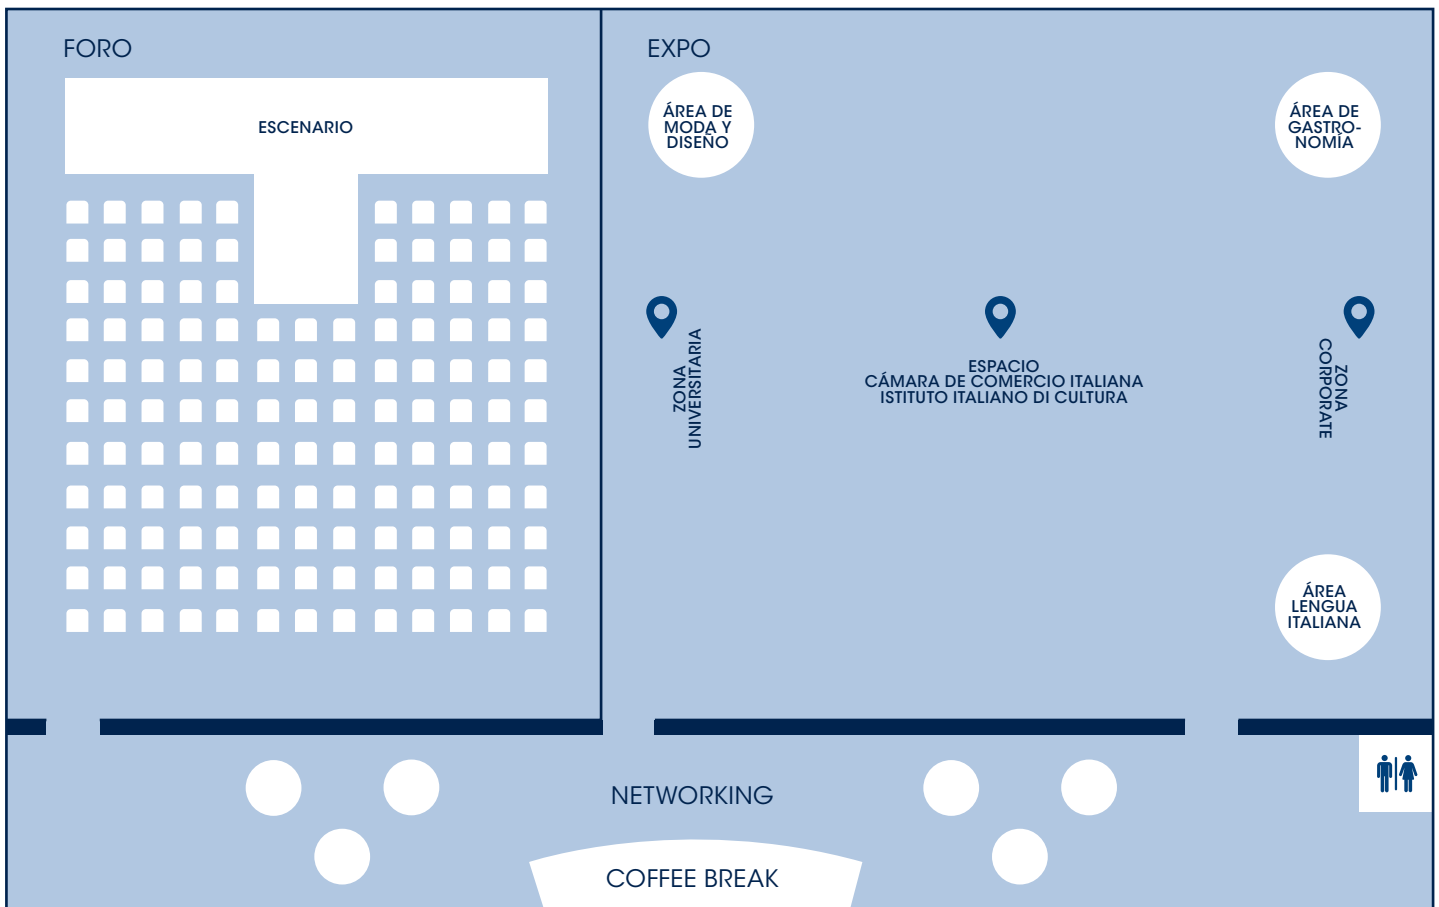 FORO
ESCENARIO
EXPO
ÁREA DE
MODA Y
DISEÑO
ÁREA DE
GASTRO-
NOMÍA
ZONA
UNIVERSITARIA
ESPACIO
CÁMARA DE COMERCIO ITALIANA
ISTITUTO ITALIANO DI CULTURA
ZONA
CORPORATE
ÁREA
LENGUA
ITALIANA
NETWORKING
COFFEE BREAK